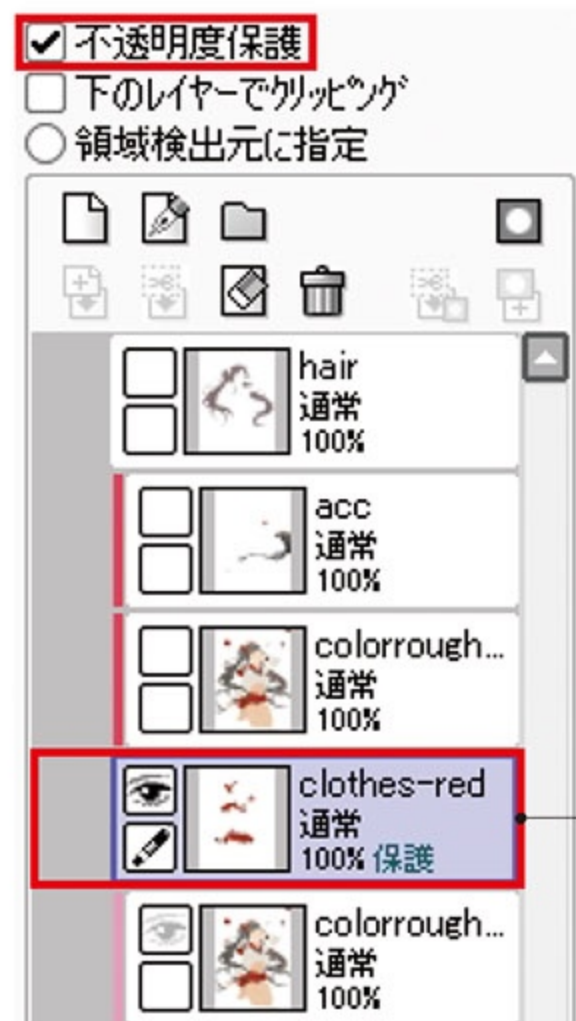 不透明度保護
下のレイヤーでクリッピング
領域検出元に指定
hair
通常
100%
acc
通常
100%
colorrough...
通常
100%
clothes-red
通常
100% 保護
colorrough...
通常
100%